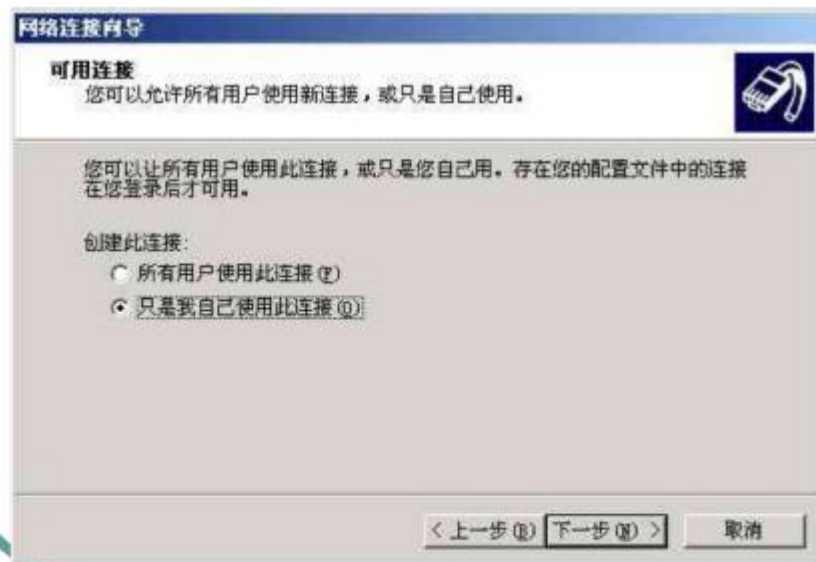 网络连接向导
可用连接
您可以允许所有用户使用新连接，或只是自己使用。
您可以让所有用户使用此连接，或只是您自己用。存在您的配置文件中的连接
在您登录后才可用。
创建此连接:
所有用户使用此连接(F)
只是我自己使用此连接(O)
< 上一步(B)
下一步(N) >
取消